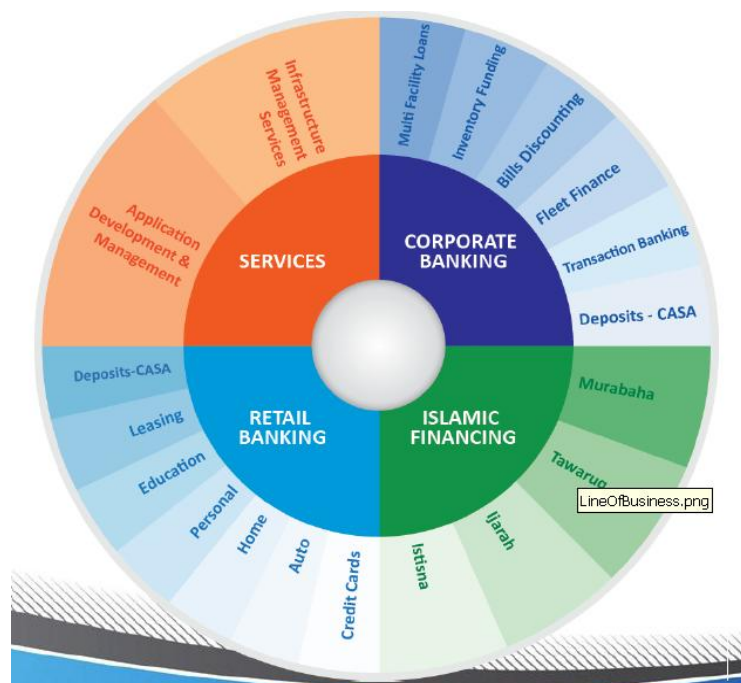 Infrastructure
Management
Services
Application
Development &
Management
SERVICES
Multi Facility Loans
Inventory Funding
Bills Discounting
Fleet Finance
Transaction Banking
Deposits - CASA
CORPORATE
BANKING
Deposits-CASA
Leasing
Education
Personal
Home
Auto
Credit Cards
RETAIL
BANKING
ISLAMIC
FINANCING
Murabaha
Tawaruq
LineOfBusiness.png
Ijarah
Istisna